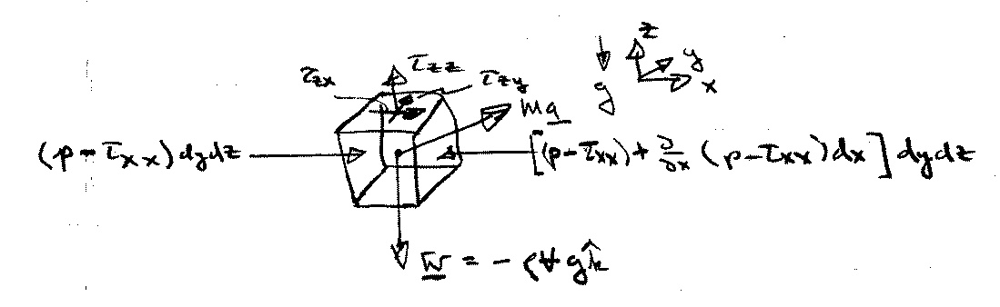 z
τzx τzz τzy y
g x
ma
(p - τxx) dydz [(p - τxx) + ∂/∂x (p - τxx) dx] dydz
W = - ρ∀ g k̂